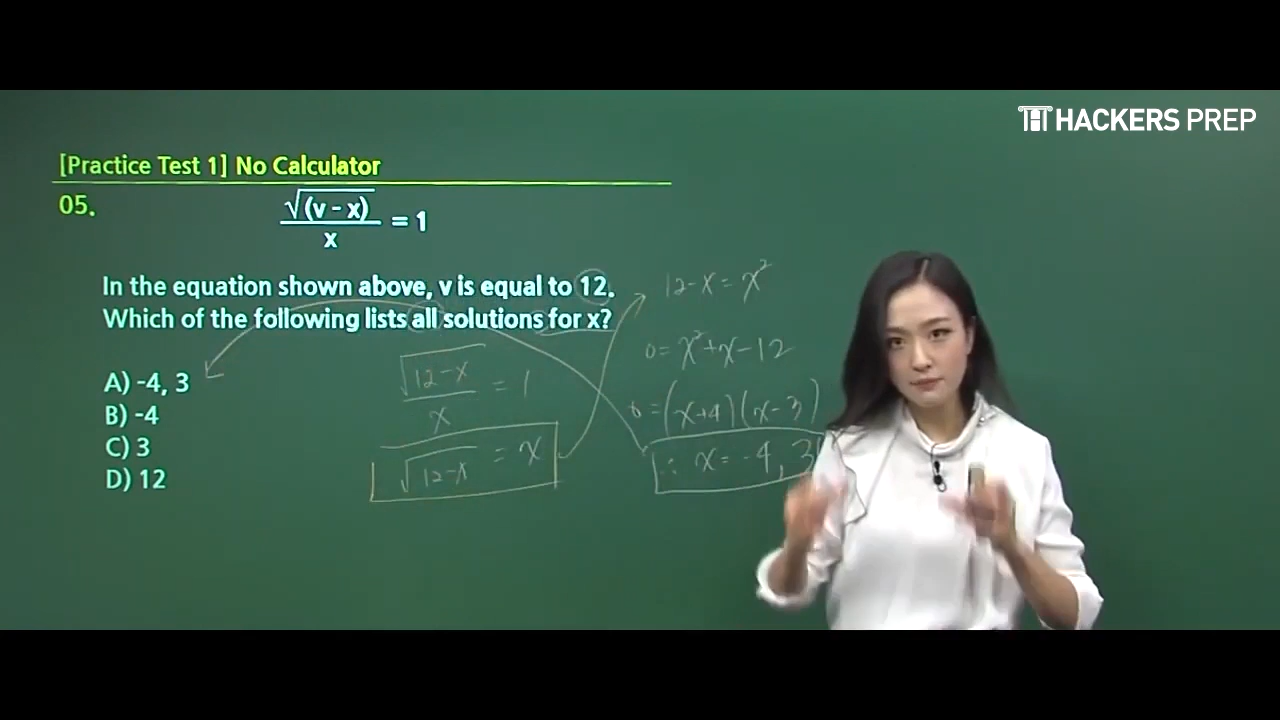 HACKERS PREP
[Practice Test 1] No Calculator
05.
√(v - x)
x
= 1
In the equation shown above, v is equal to 12.
Which of the following lists all solutions for x?
A) -4, 3
B) -4
C) 3
D) 12
√12-x
x
= 1
√12-x = x
12-x = x²
0 = x²+x-12
0 = (x+4)(x-3)
∴ x = -4, 3